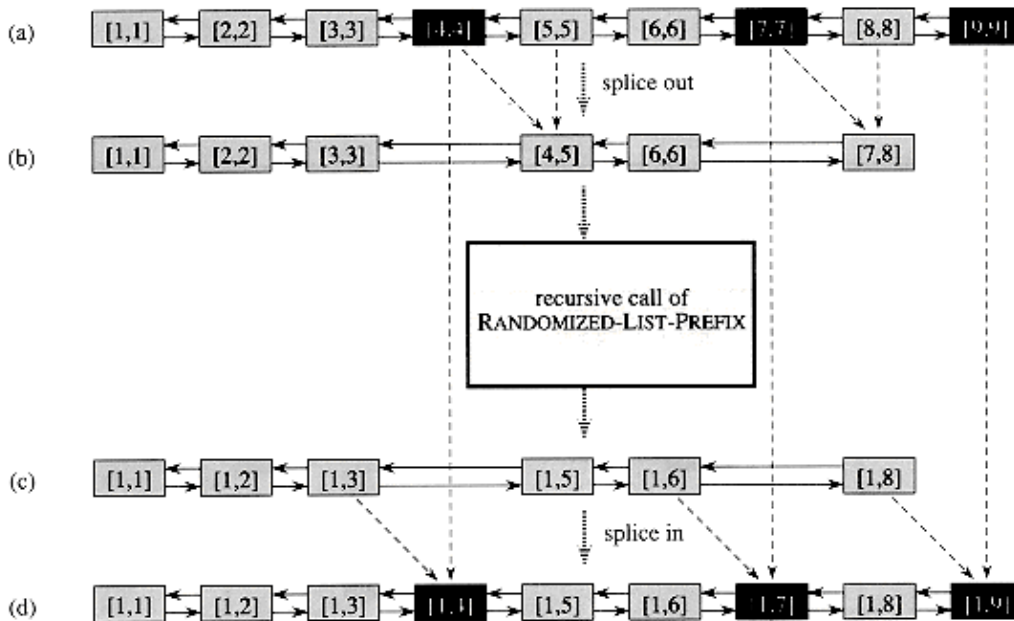 (a) [1,1] [2,2] [3,3] [4,4] [5,5] [6,6] [7,7] [8,8] [9,9]
splice out
(b) [1,1] [2,2] [3,3] [4,5] [6,6] [7,8]
recursive call of
RANDOMIZED-LIST-PREFIX
(c) [1,1] [1,2] [1,3] [1,5] [1,6] [1,8]
splice in
(d) [1,1] [1,2] [1,3] [1,4] [1,5] [1,6] [1,7] [1,8] [1,9]